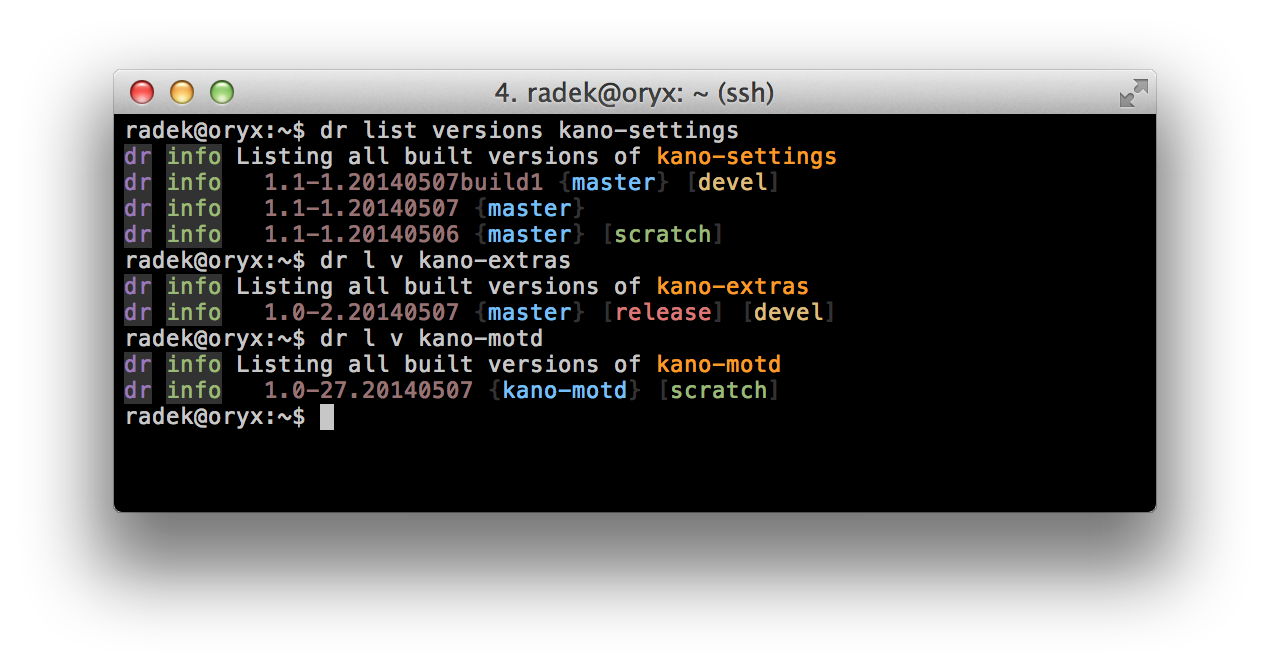 4. radek@oryx: ~ (ssh)
radek@oryx:~$ dr list versions kano-settings
dr info Listing all built versions of kano-settings
dr info   1.1-1.20140507build1 {master} [devel]
dr info   1.1-1.20140507 {master}
dr info   1.1-1.20140506 {master} [scratch]
radek@oryx:~$ dr l v kano-extras
dr info Listing all built versions of kano-extras
dr info   1.0-2.20140507 {master} [release] [devel]
radek@oryx:~$ dr l v kano-motd
dr info Listing all built versions of kano-motd
dr info   1.0-27.20140507 {kano-motd} [scratch]
radek@oryx:~$